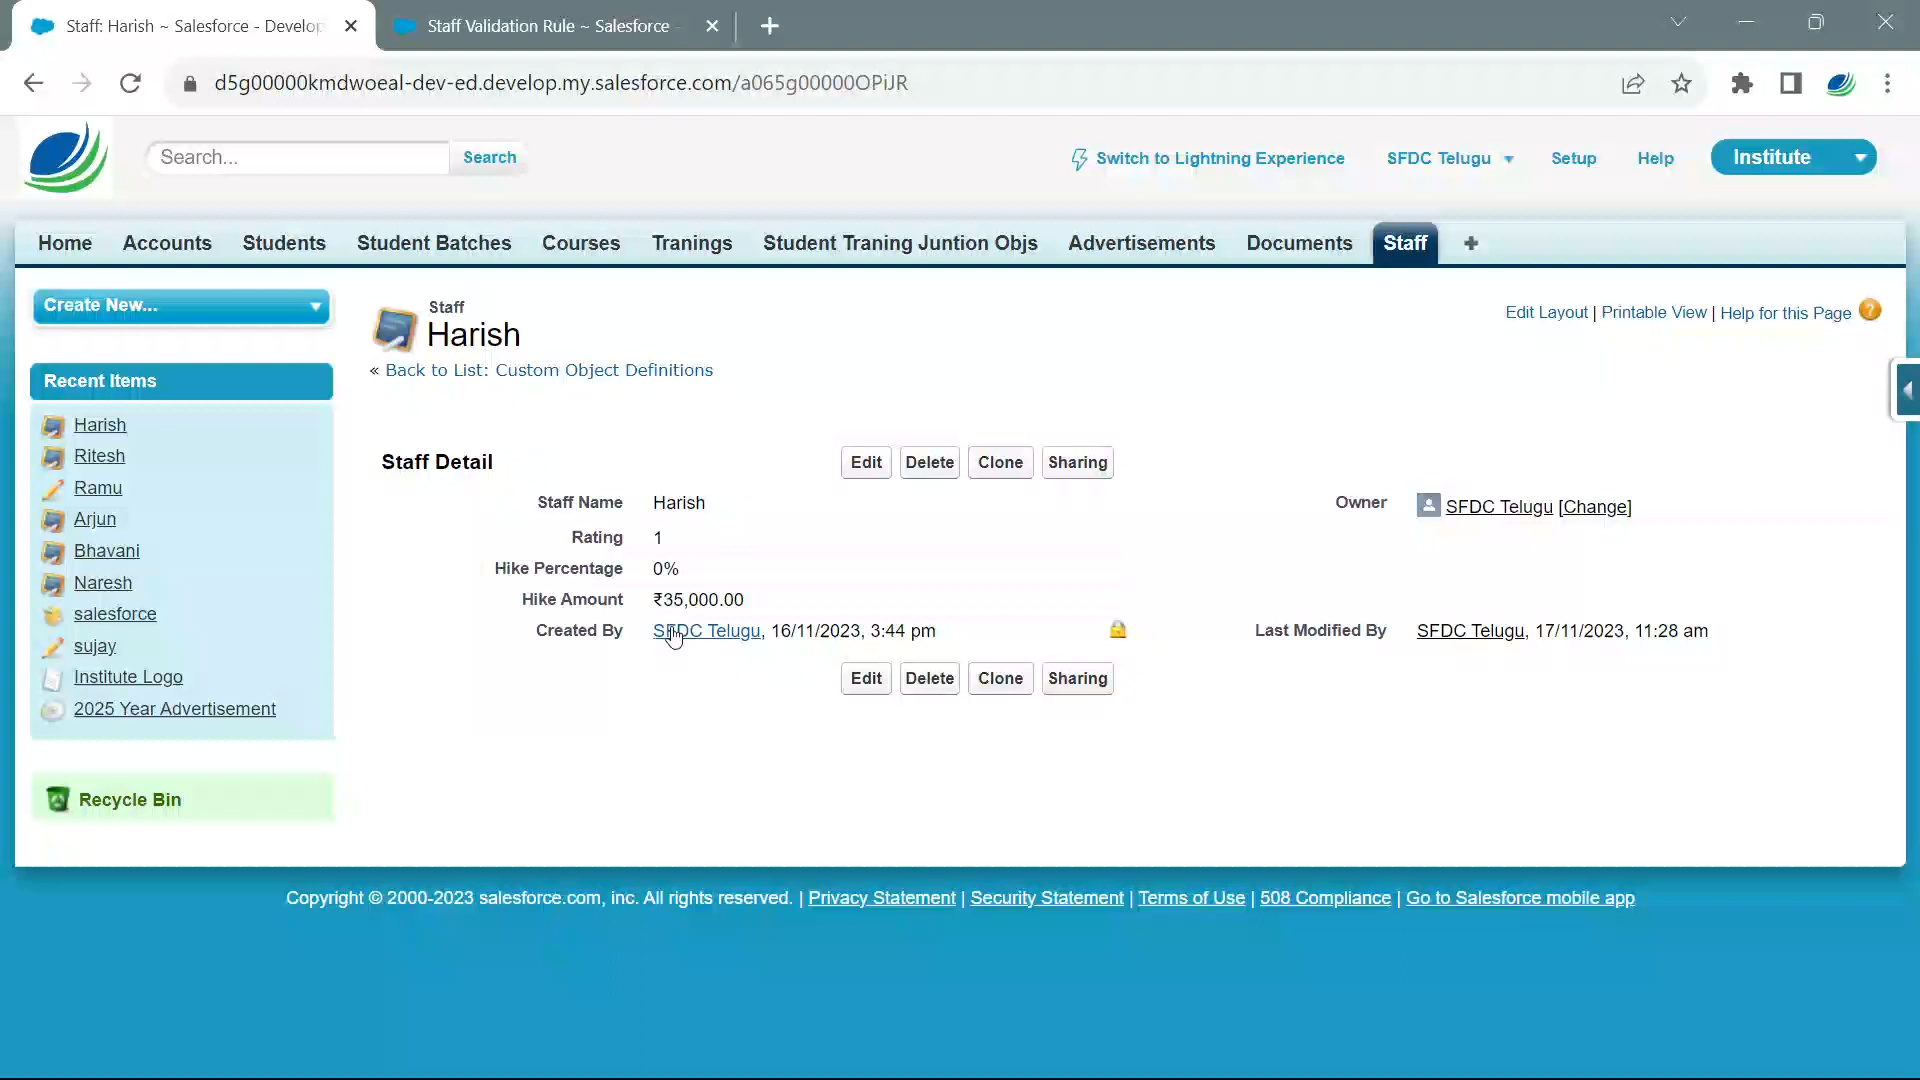 Staff: Harish ~ Salesforce - Develop
Staff Validation Rule ~ Salesforce -
d5g00000kmdwoeal-dev-ed.develop.my.salesforce.com/a065g00000OPiJR
Search...
Search
Switch to Lightning Experience
SFDC Telugu
Setup
Help
Institute
Home
Accounts
Students
Student Batches
Courses
Tranings
Student Traning Juntion Objs
Advertisements
Documents
Staff
+
Create New...
Recent Items
Harish
Ritesh
Ramu
Arjun
Bhavani
Naresh
salesforce
sujay
Institute Logo
2025 Year Advertisement
Recycle Bin
Staff
Harish
« Back to List: Custom Object Definitions
Edit Layout | Printable View | Help for this Page ?
Staff Detail
Edit Delete Clone Sharing
Staff Name Harish
Owner SFDC Telugu [Change]
Rating 1
Hike Percentage 0%
Hike Amount ₹35,000.00
Created By SFDC Telugu, 16/11/2023, 3:44 pm
Last Modified By SFDC Telugu, 17/11/2023, 11:28 am
Edit Delete Clone Sharing
Copyright © 2000-2023 salesforce.com, inc. All rights reserved. | Privacy Statement | Security Statement | Terms of Use | 508 Compliance | Go to Salesforce mobile app